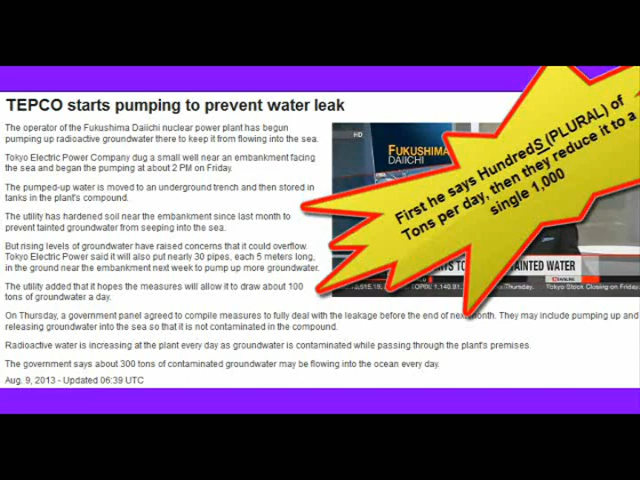 TEPCO starts pumping to prevent water leak
The operator of the Fukushima Daiichi nuclear power plant has begun
pumping up radioactive groundwater there to keep it from flowing into the sea.
Tokyo Electric Power Company dug a small well near an embankment facing
the sea and began the pumping at about 2 PM on Friday.
The pumped-up water is moved to an underground trench and then stored in
tanks in the plant's compound.
The utility has hardened soil near the embankment since last month to
prevent tainted groundwater from seeping into the sea.
But rising levels of groundwater have raised concerns that it could overflow.
Tokyo Electric Power said it will also put nearly 30 pipes, each 5 meters long,
in the ground near the embankment next week to pump up more groundwater.
The utility added that it hopes the measures will allow it to draw about 100
tons of groundwater a day.
On Thursday, a government panel agreed to compile measures to fully deal with the leakage before the end of next month. They may include pumping up and
releasing groundwater into the sea so that it is not contaminated in the compound.
Radioactive water is increasing at the plant every day as groundwater is contaminated while passing through the plant's premises.
The government says about 300 tons of contaminated groundwater may be flowing into the ocean every day.
Aug. 9, 2013 - Updated 06:39 UTC
HD
FUKUSHIMA
DAIICHI
First he says HundredS (PLURAL) of
Tons per day, then they reduce it to a
single 1,000
TAINTED WATER
Thursday.
Tokyo Stock Closing on Friday